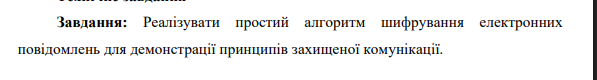 Завдання: Реалізувати простий алгоритм шифрування електронних
повідомлень для демонстрації принципів захищеної комунікації.